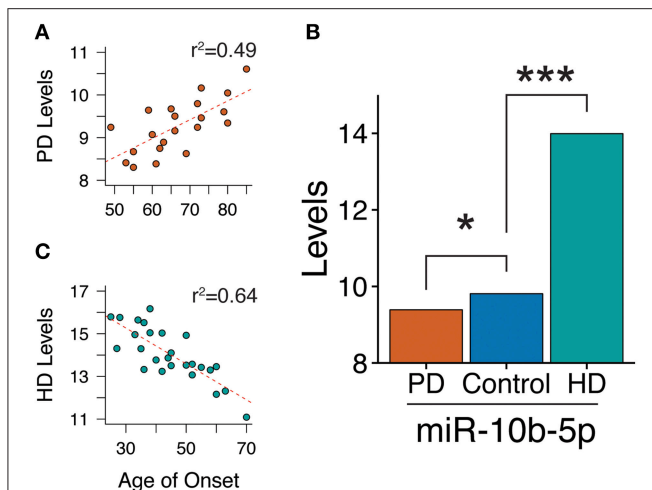 A
r²=0.49
PD Levels
11
10
9
8
50 60 70 80
C
r²=0.64
HD Levels
17
15
13
11
30 50 70
Age of Onset
B
***
*
Levels
14
12
10
8
PD Control HD
miR-10b-5p